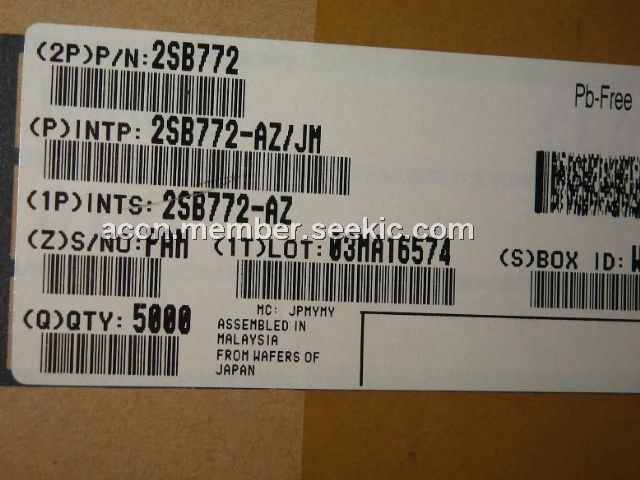 (2P)P/N: 2SB772
Pb-Free
(P)INTP: 2SB772-AZ/JM
(1P)INTS: 2SB772-AZ
acon.member.seekic.com
(Z)S/NO: PAM (1T)LOT: 03MA16574
(S)BOX ID:
(Q)QTY: 5000
MC: JPMYMY
ASSEMBLED IN
MALAYSIA
FROM WAFERS OF
JAPAN